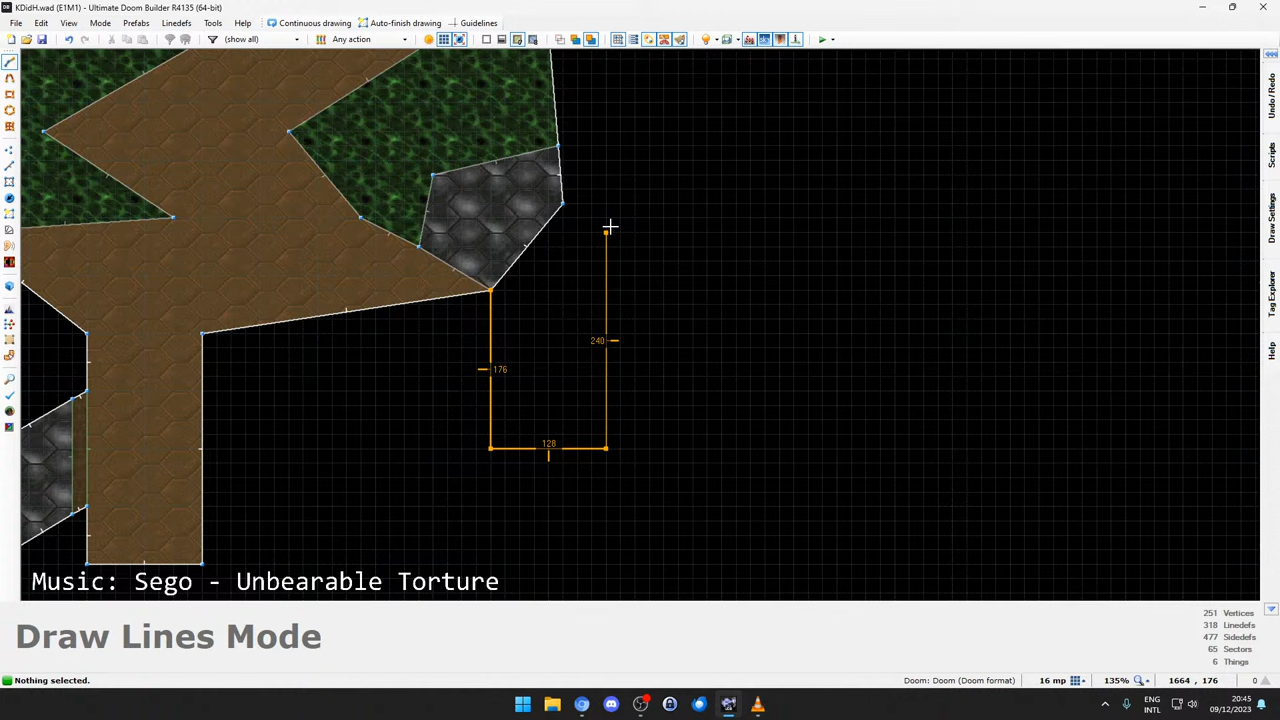 KDidH.wad (E1M1) - Ultimate Doom Builder R4135 (64-bit)
File Edit View Mode Prefabs Linedefs Tools Help Continuous drawing Auto-finish drawing Guidelines
(show all) Any action
Undo / Redo
Scripts
Draw Settings
Tag Explorer
Help
240
176
128
Music: Sego - Unbearable Torture
Draw Lines Mode
251 Vertices
318 Linedefs
477 Sidedefs
65 Sectors
6 Things
Nothing selected. Doom: Doom (Doom format) 16 mp 135% 1664 , 176 0
ENG 20:45
INTL 09/12/2023